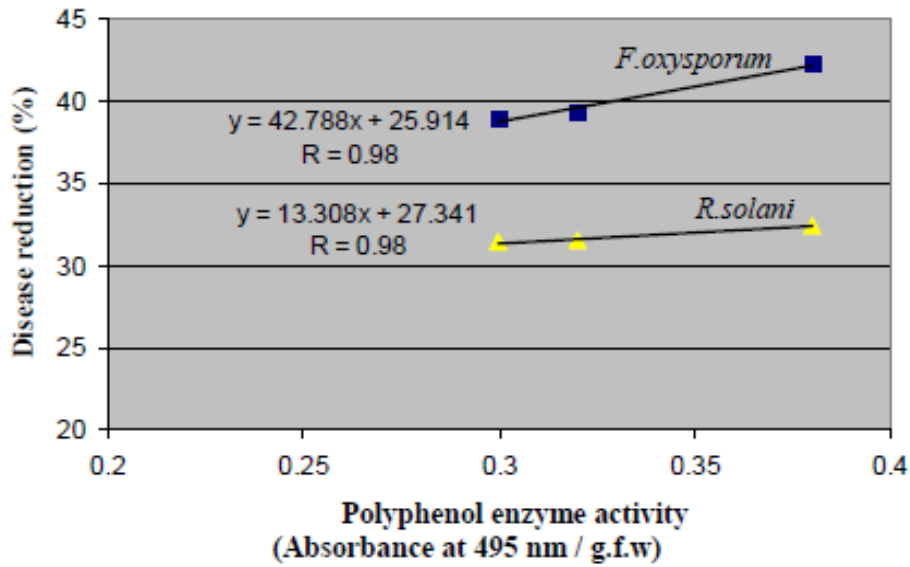 45
40
35
30
25
20
Disease reduction (%)
F.oxysporum
y = 42.788x + 25.914
R = 0.98
R.solani
y = 13.308x + 27.341
R = 0.98
0.2 0.25 0.3 0.35 0.4
Polyphenol enzyme activity
(Absorbance at 495 nm / g.f.w)